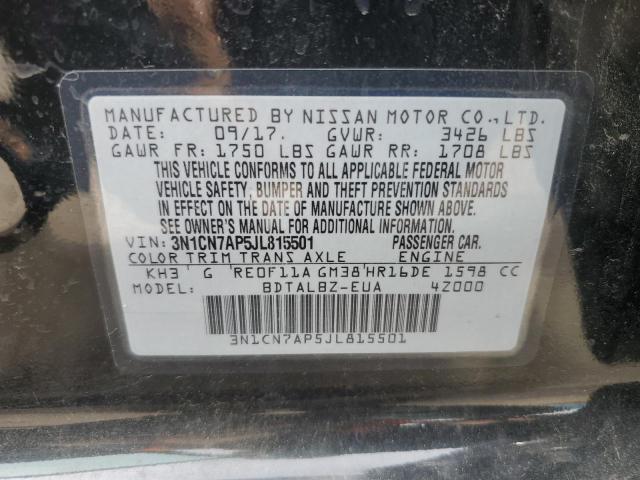 MANUFACTURED BY NISSAN MOTOR CO.,LTD.
DATE: 09/17. GVWR: 3426 LBS
GAWR FR: 1750 LBS GAWR RR: 1708 LBS
THIS VEHICLE CONFORMS TO ALL APPLICABLE FEDERAL MOTOR
VEHICLE SAFETY, BUMPER AND THEFT PREVENTION STANDARDS
IN EFFECT ON THE DATE OF MANUFACTURE SHOWN ABOVE.
SEE OWNER'S MANUAL FOR ADDITIONAL INFORMATION.
VIN: 3N1CN7AP5JL815501 PASSENGER CAR.
COLOR TRIM TRANS AXLE ENGINE
KH3 G RE0F11A GM38 HR16DE 1598 CC
MODEL: BDTALBZ-EUA 4Z000
3N1CN7AP5JL815501